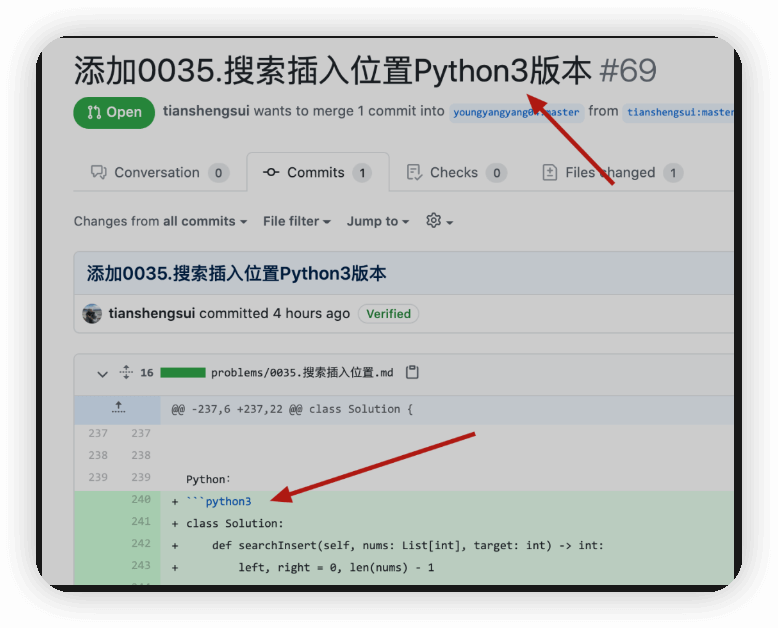 添加0035.搜索插入位置Python3版本 #69
Open tianshengsui wants to merge 1 commit into youngyangyang04:master from tianshengsui:master
Conversation 0 Commits 1 Checks 0 Files changed 1
Changes from all commits File filter Jump to
添加0035.搜索插入位置Python3版本
tianshengsui committed 4 hours ago Verified
16 problems/0035.搜索插入位置.md
@@ -237,6 +237,22 @@ class Solution {
237 237
238 238
239 239 Python:
240 + ```python3
241 + class Solution:
242 + def searchInsert(self, nums: List[int], target: int) -> int:
243 + left, right = 0, len(nums) - 1